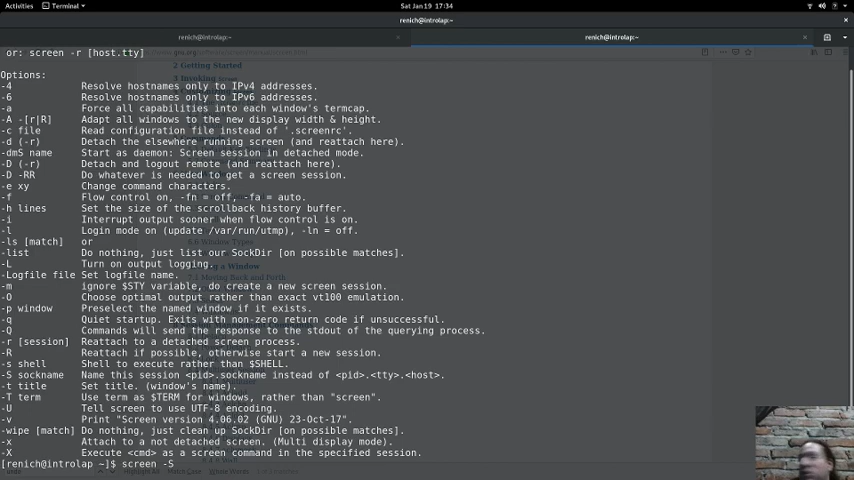 Activities
Terminal
Sat Jan 19 17:34
renich@introlap:~
renich@introlap:~
renich@introlap:~
or: screen -r [host.tty]
2 Getting Started
Options:
-4 Resolve hostnames only to IPv4 addresses.
-6 Resolve hostnames only to IPv6 addresses.
-a Force all capabilities into each window's termcap.
-A -[r|R] Adapt all windows to the new display width & height.
-c file Read configuration file instead of '.screenrc'.
-d (-r) Detach the elsewhere running screen (and reattach here).
-dmS name Start as daemon: Screen session in detached mode.
-D (-r) Detach and logout remote (and reattach here).
-D -RR Do whatever is needed to get a screen session.
-e xy Change command characters.
-f Flow control on, -fn = off, -fa = auto.
-h lines Set the size of the scrollback history buffer.
-i Interrupt output sooner when flow control is on.
-l Login mode on (update /var/run/utmp), -ln = off.
-ls [match] or
-list Do nothing, just list our SockDir [on possible matches].
-L Turn on output logging.
-Logfile file Set logfile name.
-m ignore $STY variable, do create a new screen session.
-O Choose optimal output rather than exact vt100 emulation.
-p window Preselect the named window if it exists.
-q Quiet startup. Exits with non-zero return code if unsuccessful.
-Q Commands will send the response to the stdout of the querying process.
-r [session] Reattach to a detached screen process.
-R Reattach if possible, otherwise start a new session.
-s shell Shell to execute rather than $SHELL.
-S sockname Name this session <pid>.sockname instead of <pid>.<tty>.<host>.
-t title Set title. (window's name).
-T term Use term as $TERM for windows, rather than "screen".
-U Tell screen to use UTF-8 encoding.
-v Print "Screen version 4.06.02 (GNU) 23-Oct-17".
-wipe [match] Do nothing, just clean up SockDir [on possible matches].
-x Attach to a not detached screen. (Multi display mode).
-X Execute <cmd> as a screen command in the specified session.
[renich@introlap ~]$ screen -S